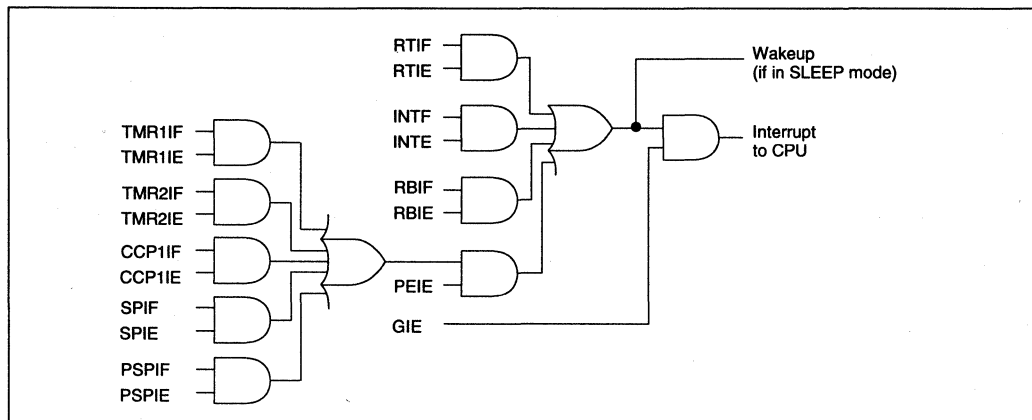 RTIF
RTIE
Wakeup
(if in SLEEP mode)
INTF
INTE
Interrupt
to CPU
TMR1IF
TMR1IE
TMR2IF
TMR2IE
RBIF
RBIE
CCP1IF
CCP1IE
PEIE
SPIF
SPIE
GIE
PSPIF
PSPIE